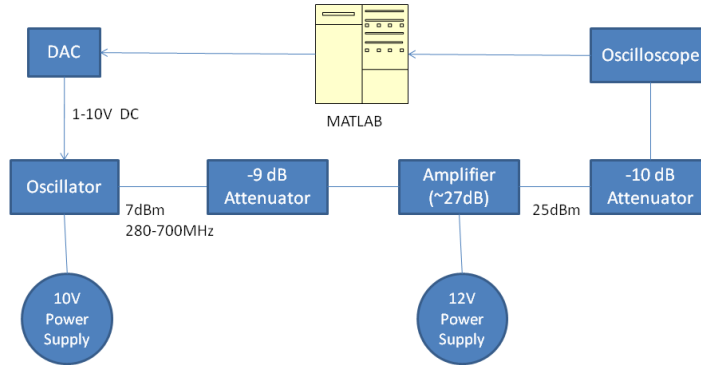 DAC
Oscilloscope
MATLAB
1-10V DC
Oscillator
-9 dB
Attenuator
Amplifier
(~27dB)
-10 dB
Attenuator
7dBm
280-700MHz
25dBm
10V
Power
Supply
12V
Power
Supply